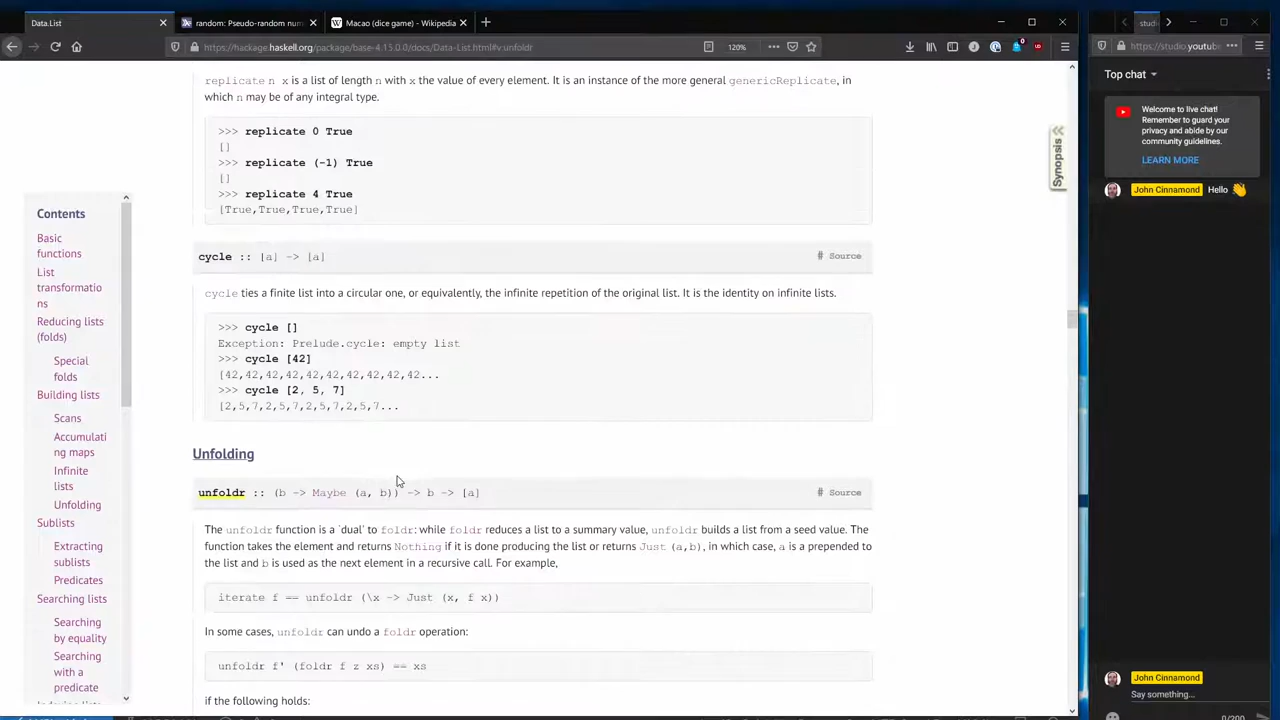 Data.List
random: Pseudo-random num
Macao (dice game) - Wikipedia
https://hackage.haskell.org/package/base-4.15.0.0/docs/Data-List.html#v:unfoldr
120%
replicate n x is a list of length n with x the value of every element. It is an instance of the more general genericReplicate, in
which n may be of any integral type.
>>> replicate 0 True
[]
>>> replicate (-1) True
[]
>>> replicate 4 True
[True,True,True,True]
cycle :: [a] -> [a]
# Source
cycle ties a finite list into a circular one, or equivalently, the infinite repetition of the original list. It is the identity on infinite lists.
>>> cycle []
Exception: Prelude.cycle: empty list
>>> cycle [42]
[42,42,42,42,42,42,42,42,42,42...
>>> cycle [2, 5, 7]
[2,5,7,2,5,7,2,5,7,2,5,7...
Unfolding
unfoldr :: (b -> Maybe (a, b)) -> b -> [a]
# Source
The unfoldr function is a `dual' to foldr: while foldr reduces a list to a summary value, unfoldr builds a list from a seed value. The
function takes the element and returns Nothing if it is done producing the list or returns Just (a,b), in which case, a is a prepended to
the list and b is used as the next element in a recursive call. For example,
iterate f == unfoldr (\x -> Just (x, f x))
In some cases, unfoldr can undo a foldr operation:
unfoldr f' (foldr f z xs) == xs
if the following holds:
Synopsis
Contents
Basic
functions
List
transformatio
ns
Reducing lists
(folds)
Special
folds
Building lists
Scans
Accumulati
ng maps
Infinite
lists
Unfolding
Sublists
Extracting
sublists
Predicates
Searching lists
Searching
by equality
Searching
with a
predicate
studi
https://studio.youtub
Top chat
Welcome to live chat!
Remember to guard your
privacy and abide by our
community guidelines.
LEARN MORE
John Cinnamond Hello 👋
John Cinnamond
Say something...
0/200